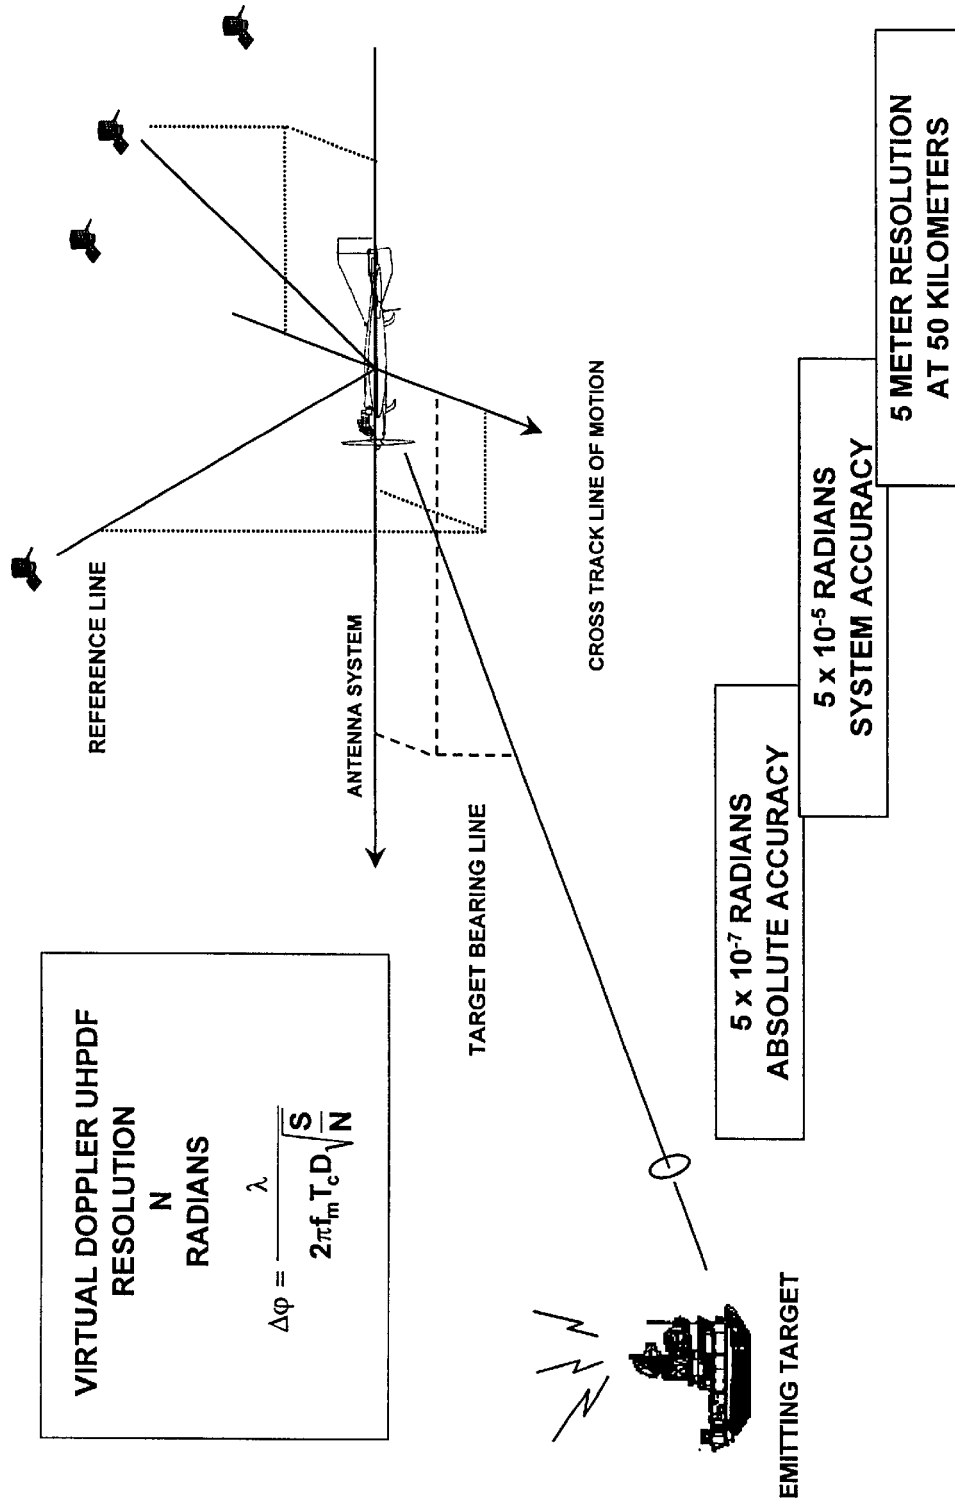 VIRTUAL DOPPLER UHPDF
RESOLUTION
N
RADIANS
Δφ = λ / 2πf_mT_cD√(S/N)
REFERENCE LINE
ANTENNA SYSTEM
TARGET BEARING LINE
CROSS TRACK LINE OF MOTION
EMITTING TARGET
5 x 10⁻⁷ RADIANS
ABSOLUTE ACCURACY
5 x 10⁻⁵ RADIANS
SYSTEM ACCURACY
5 METER RESOLUTION
AT 50 KILOMETERS